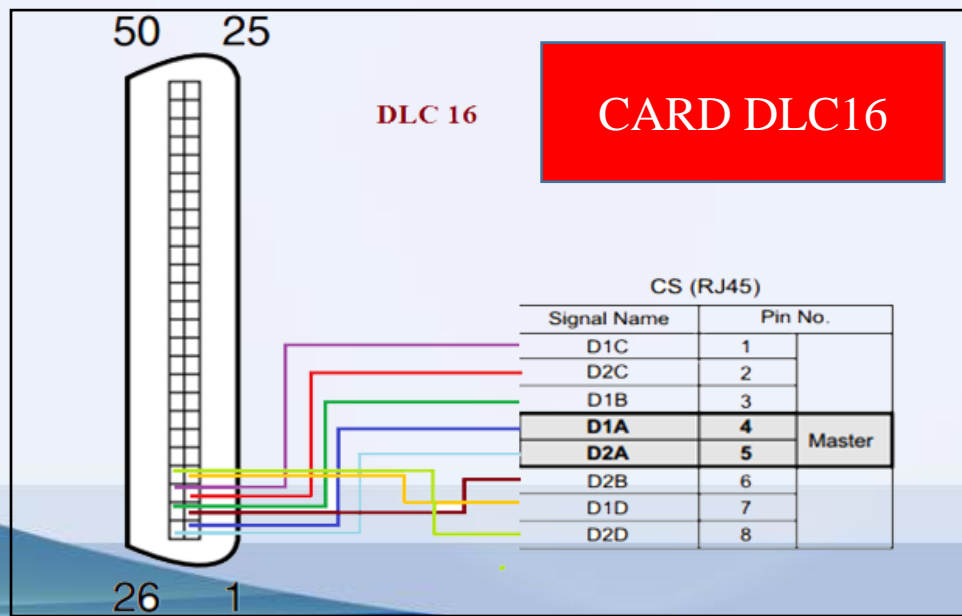 50 25
DLC 16
CARD DLC16
CS (RJ45)
Signal Name Pin No.
D1C 1
D2C 2
D1B 3
D1A 4
Master
D2A 5
D2B 6
D1D 7
D2D 8
26 1